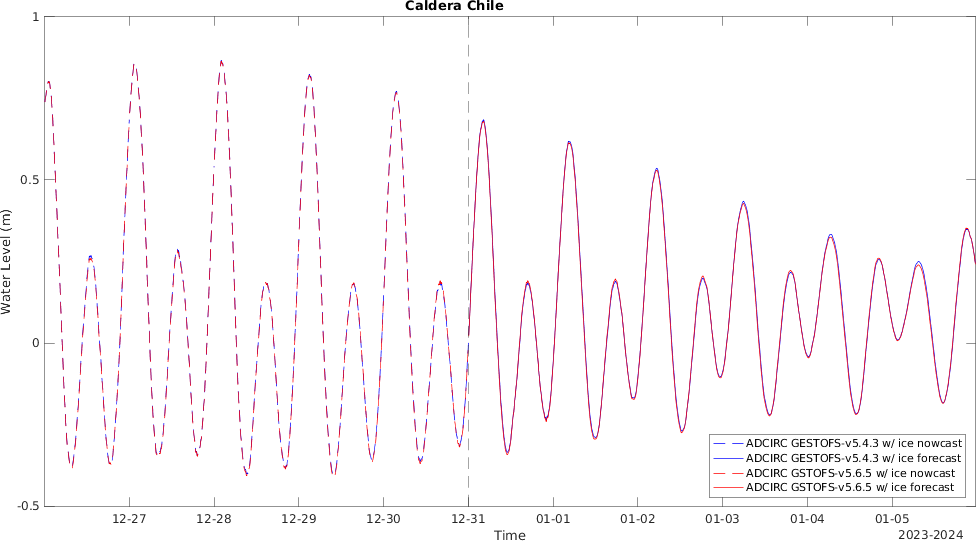 Caldera Chile
1
0.5
0
-0.5
Water Level (m)
12-27 12-28 12-29 12-30 12-31 01-01 01-02 01-03 01-04 01-05
Time
2023-2024
ADCIRC GESTOFS-v5.4.3 w/ ice nowcast
ADCIRC GESTOFS-v5.4.3 w/ ice forecast
ADCIRC GSTOFS-v5.6.5 w/ ice nowcast
ADCIRC GSTOFS-v5.6.5 w/ ice forecast